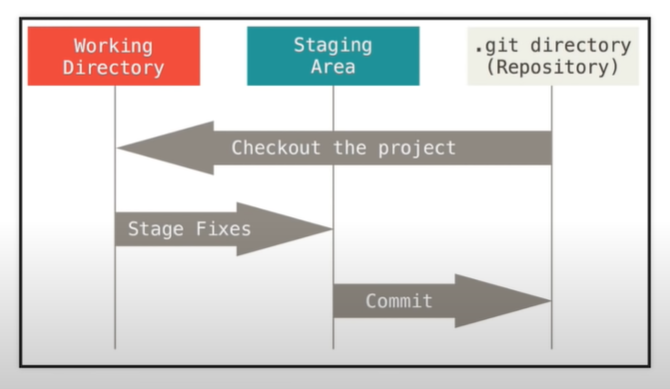 Working
Directory
Staging
Area
.git directory
(Repository)
Checkout the project
Stage Fixes
Commit